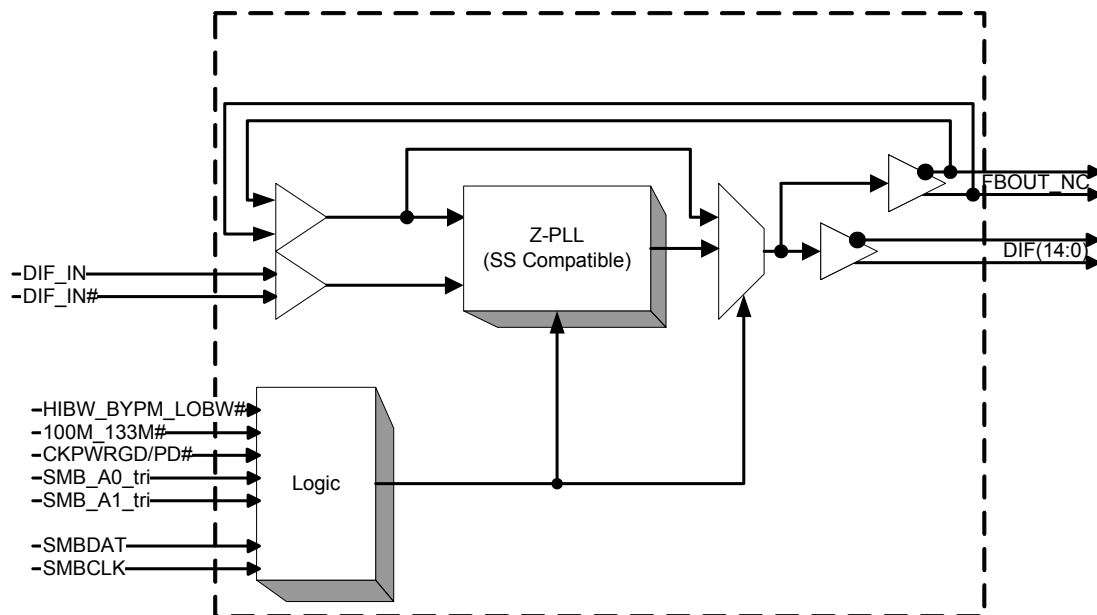 FBOUT_NC
Z-PLL
(SS Compatible)
DIF(14:0)
DIF_IN
DIF_IN#
HIBW_BYPM_LOBW#
100M_133M#
CKPWRGD/PD#
SMB_A0_tri
SMB_A1_tri
Logic
SMBDAT
SMBCLK